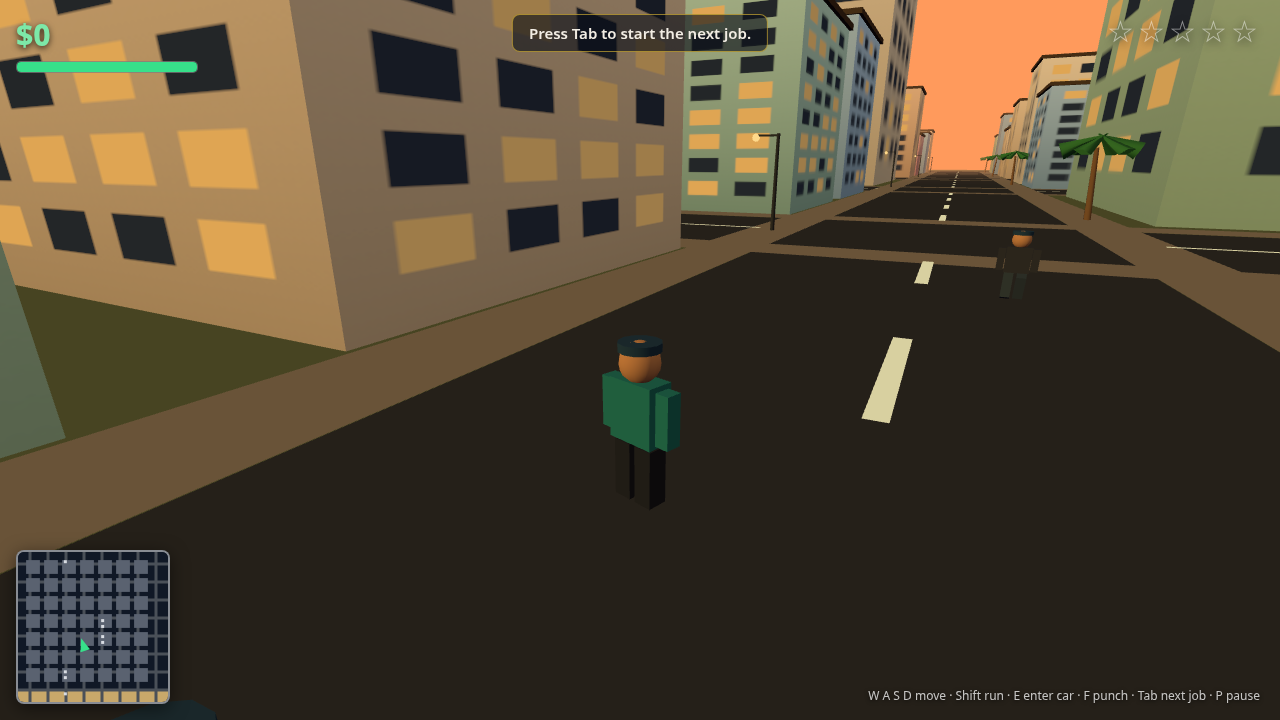 $0
Press Tab to start the next job.
W A S D move · Shift run · E enter car · F punch · Tab next job · P pause